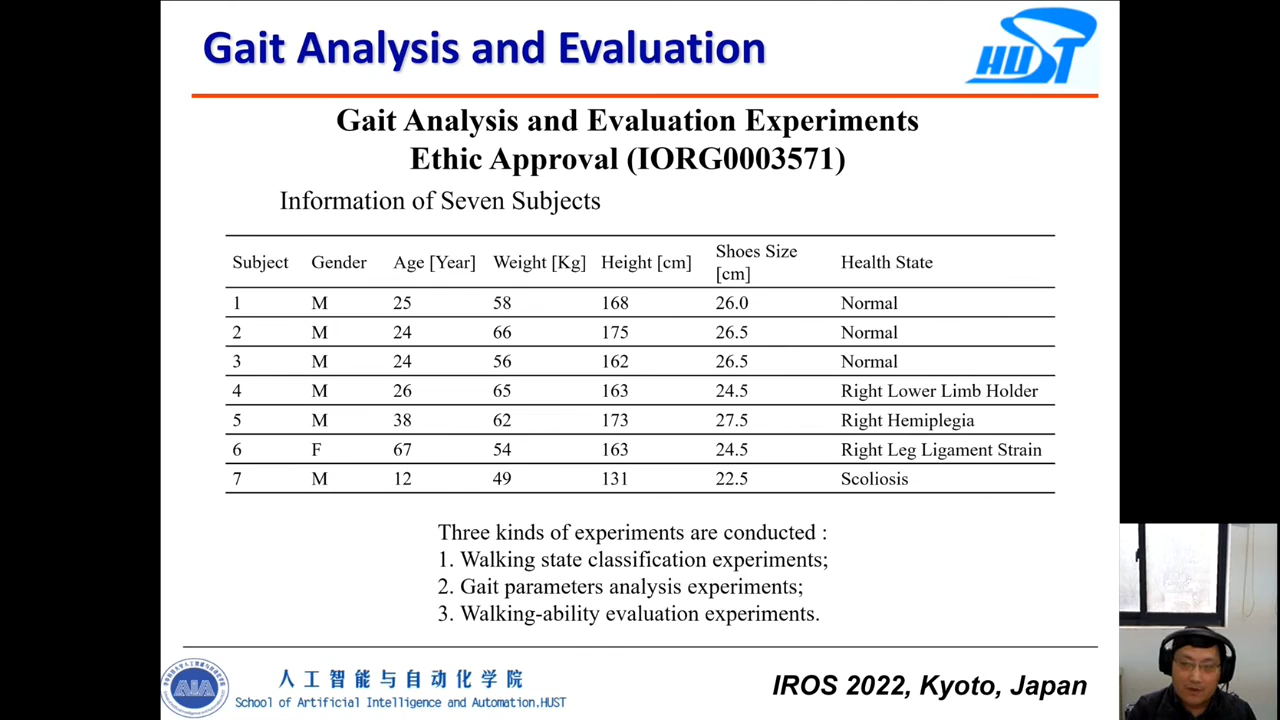 Gait Analysis and Evaluation
HUST
Gait Analysis and Evaluation Experiments
Ethic Approval (IORG0003571)
Information of Seven Subjects
Subject Gender Age [Year] Weight [Kg] Height [cm] Shoes Size [cm] Health State
1 M 25 58 168 26.0 Normal
2 M 24 66 175 26.5 Normal
3 M 24 56 162 26.5 Normal
4 M 26 65 163 24.5 Right Lower Limb Holder
5 M 38 62 173 27.5 Right Hemiplegia
6 F 67 54 163 24.5 Right Leg Ligament Strain
7 M 12 49 131 22.5 Scoliosis
Three kinds of experiments are conducted :
1. Walking state classification experiments;
2. Gait parameters analysis experiments;
3. Walking-ability evaluation experiments.
AIA
人工智能与自动化学院
School of Artificial Intelligence and Automation.HUST
IROS 2022, Kyoto, Japan